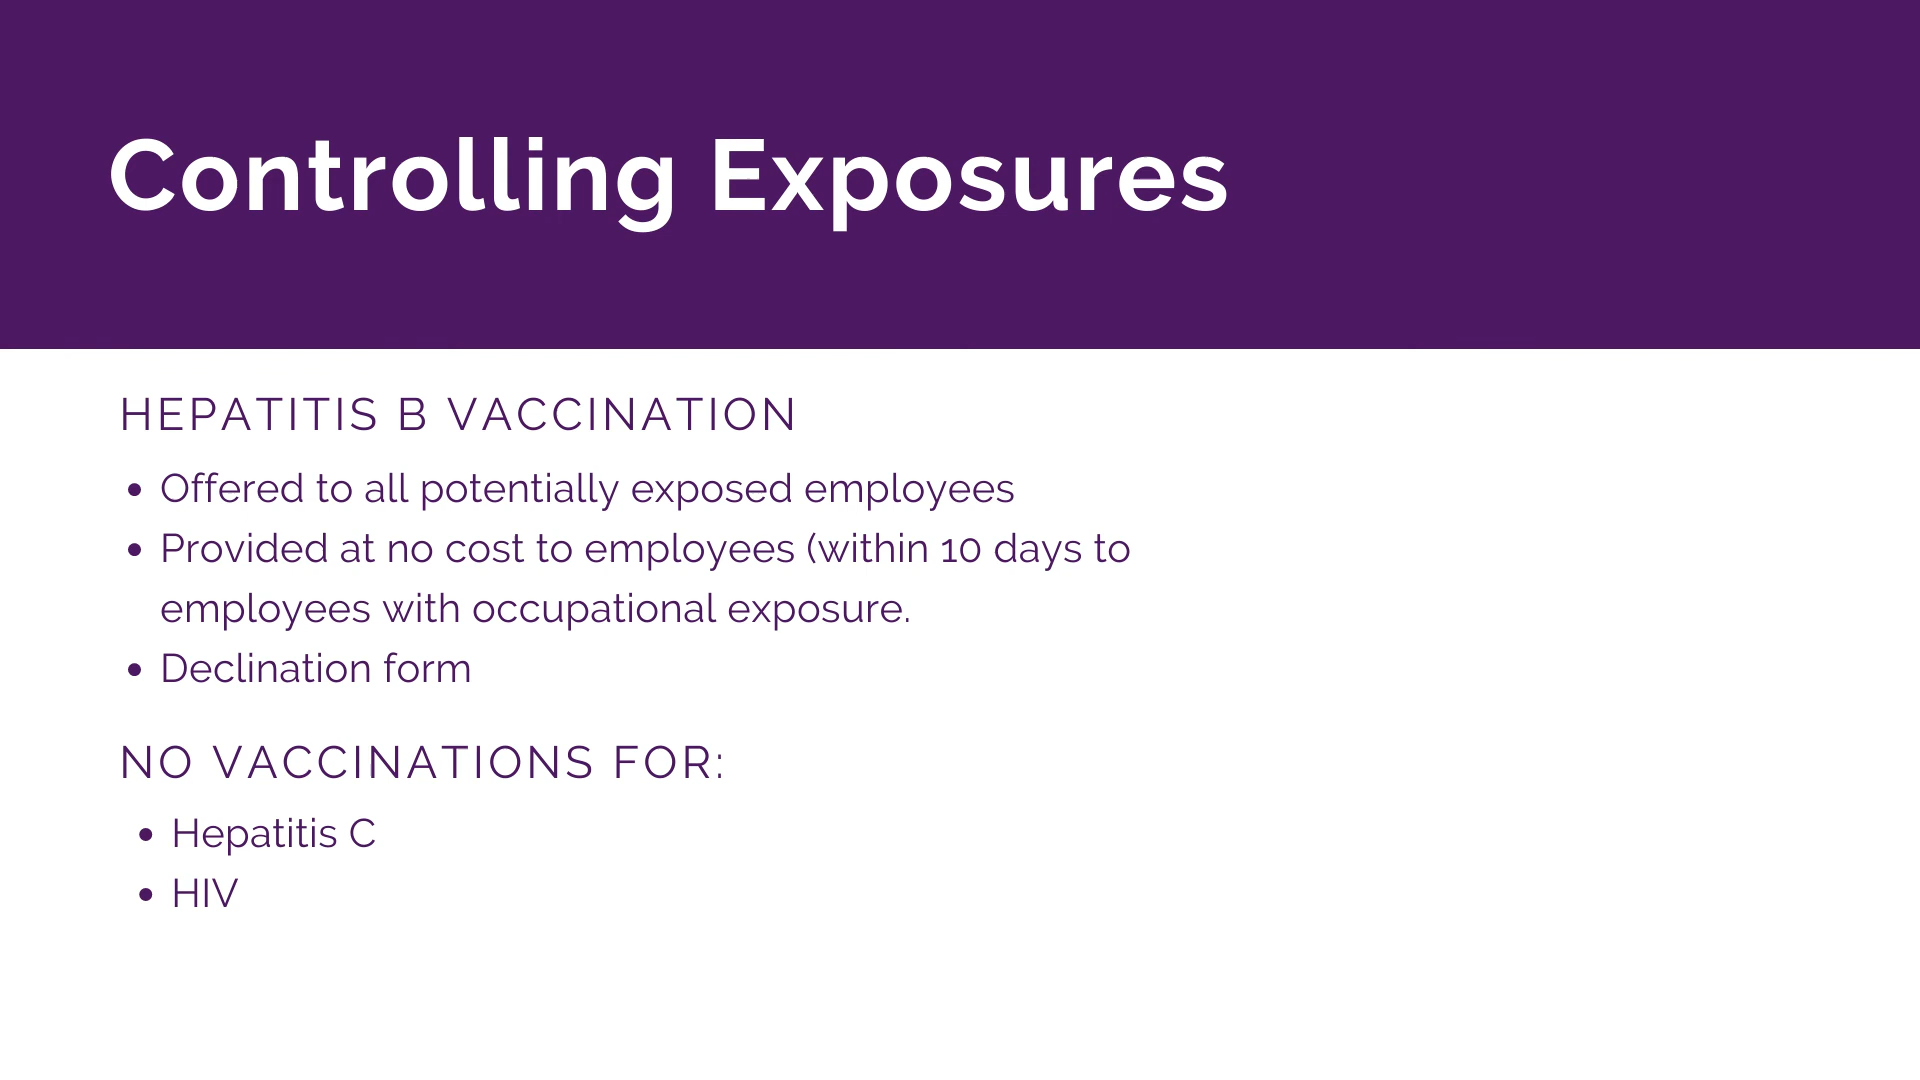 Controlling Exposures
HEPATITIS B VACCINATION
• Offered to all potentially exposed employees
• Provided at no cost to employees (within 10 days to
employees with occupational exposure.
• Declination form
NO VACCINATIONS FOR:
• Hepatitis C
• HIV